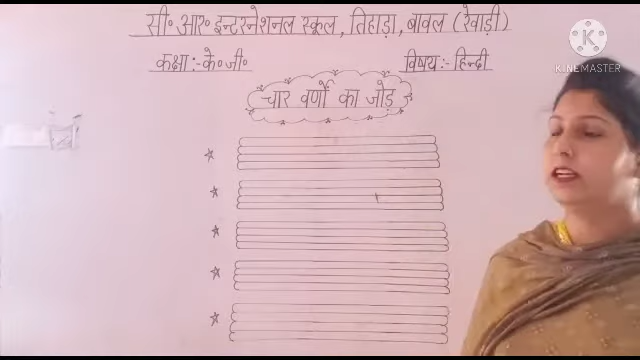 सी॰ आर॰ इन्टरनेशनल स्कूल, तिहाड़ा, बावल (रेवाड़ी)
कक्षा :- के॰ जी॰ विषय :- हिन्दी
चार वर्णों का जोड़
KINEMASTER